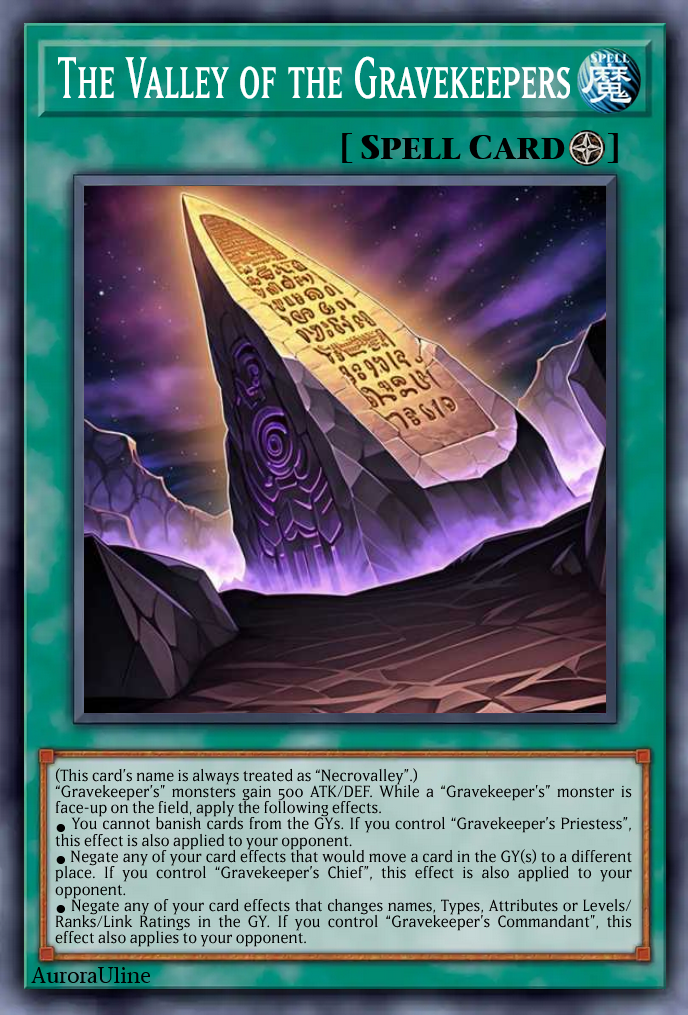 THE VALLEY OF THE GRAVEKEEPERS
SPELL
魔
[ SPELL CARD ]
(This card's name is always treated as “Necrovalley”.)
“Gravekeeper's” monsters gain 500 ATK/DEF. While a “Gravekeeper's” monster is
face-up on the field, apply the following effects.
● You cannot banish cards from the GYs. If you control “Gravekeeper's Priestess”,
this effect is also applied to your opponent.
● Negate any of your card effects that would move a card in the GY(s) to a different
place. If you control “Gravekeeper's Chief”, this effect is also applied to your
opponent.
● Negate any of your card effects that changes names, Types, Attributes or Levels/
Ranks/Link Ratings in the GY. If you control “Gravekeeper's Commandant”, this
effect also applies to your opponent.
AuroraUline